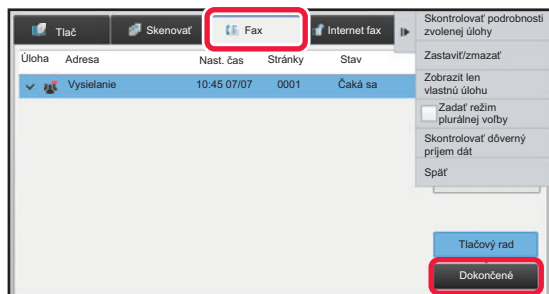 Tlač
Skenovať
Fax
Internet fax
Úloha
Adresa
Nast. čas
Stránky
Stav
Vysielanie
10:45 07/07
0001
Čaká sa
Skontrolovať podrobnosti
zvolenej úlohy
Zastaviť/zmazať
Zobrazit len
vlastnú úlohu
Zadať režim
plurálnej voľby
Skontrolovať dôverný
príjem dát
Späť
Tlačový rad
Dokončené